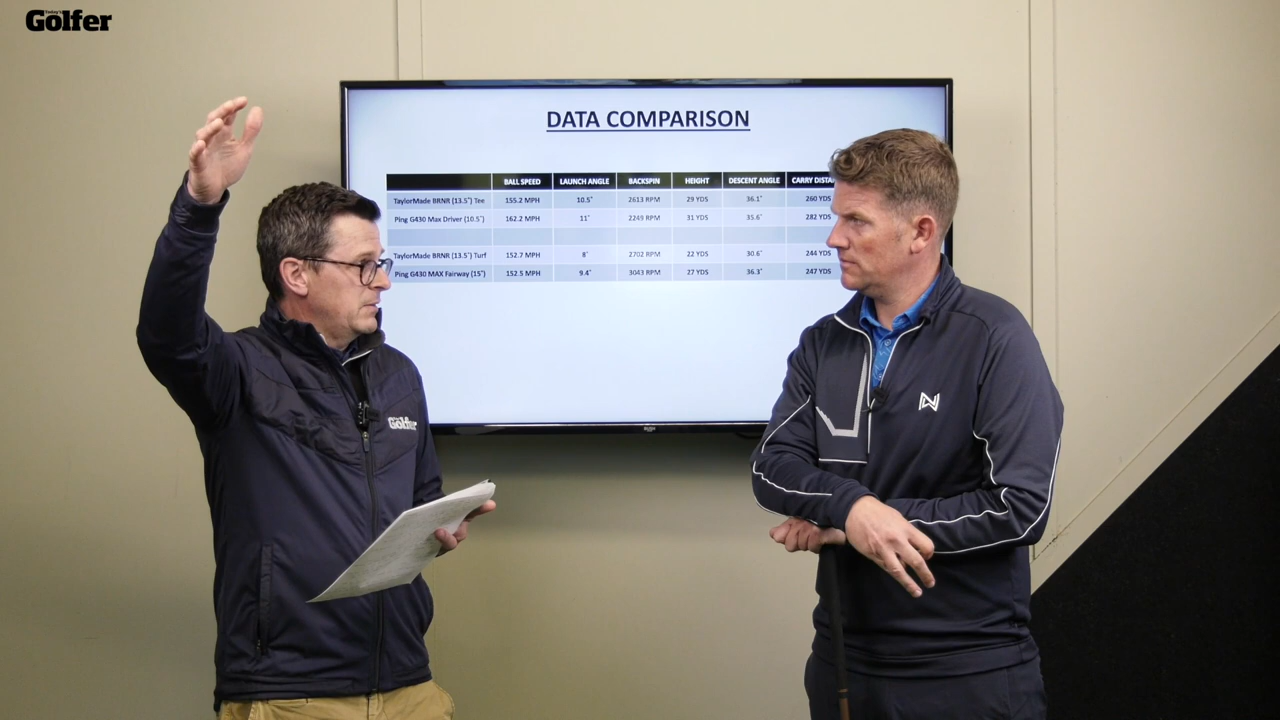 Today's
Golfer
DATA COMPARISON
BALL SPEED LAUNCH ANGLE BACKSPIN HEIGHT DESCENT ANGLE CARRY DISTA
TaylorMade BRNR (13.5˚) Tee 155.2 MPH 10.5˚ 2613 RPM 29 YDS 36.1˚ 260 YDS
Ping G430 Max Driver (10.5˚) 162.2 MPH 11˚ 2249 RPM 31 YDS 35.6˚ 282 YDS
TaylorMade BRNR (13.5˚) Turf 152.7 MPH 8˚ 2702 RPM 22 YDS 30.6˚ 244 YDS
Ping G430 MAX Fairway (15˚) 152.5 MPH 9.4˚ 3043 RPM 27 YDS 36.3˚ 247 YDS
Golfer